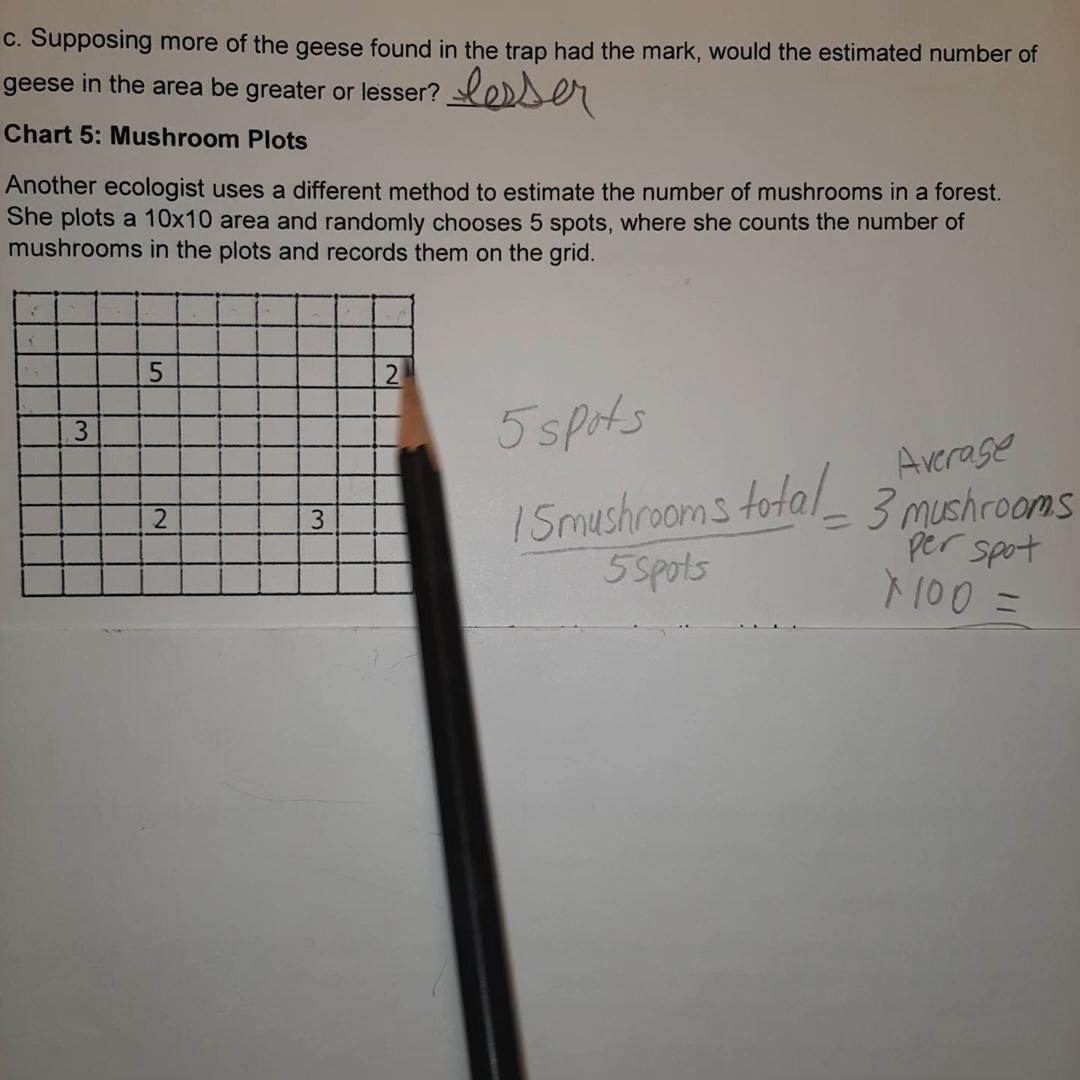 c. Supposing more of the geese found in the trap had the mark, would the estimated number of
geese in the area be greater or lesser? lesser
Chart 5: Mushroom Plots
Another ecologist uses a different method to estimate the number of mushrooms in a forest.
She plots a 10x10 area and randomly chooses 5 spots, where she counts the number of
mushrooms in the plots and records them on the grid.
5 2
3
2 3
5 spots
15 mushrooms total = 
5 spots
Average
3 mushrooms
per spot
x 100 =